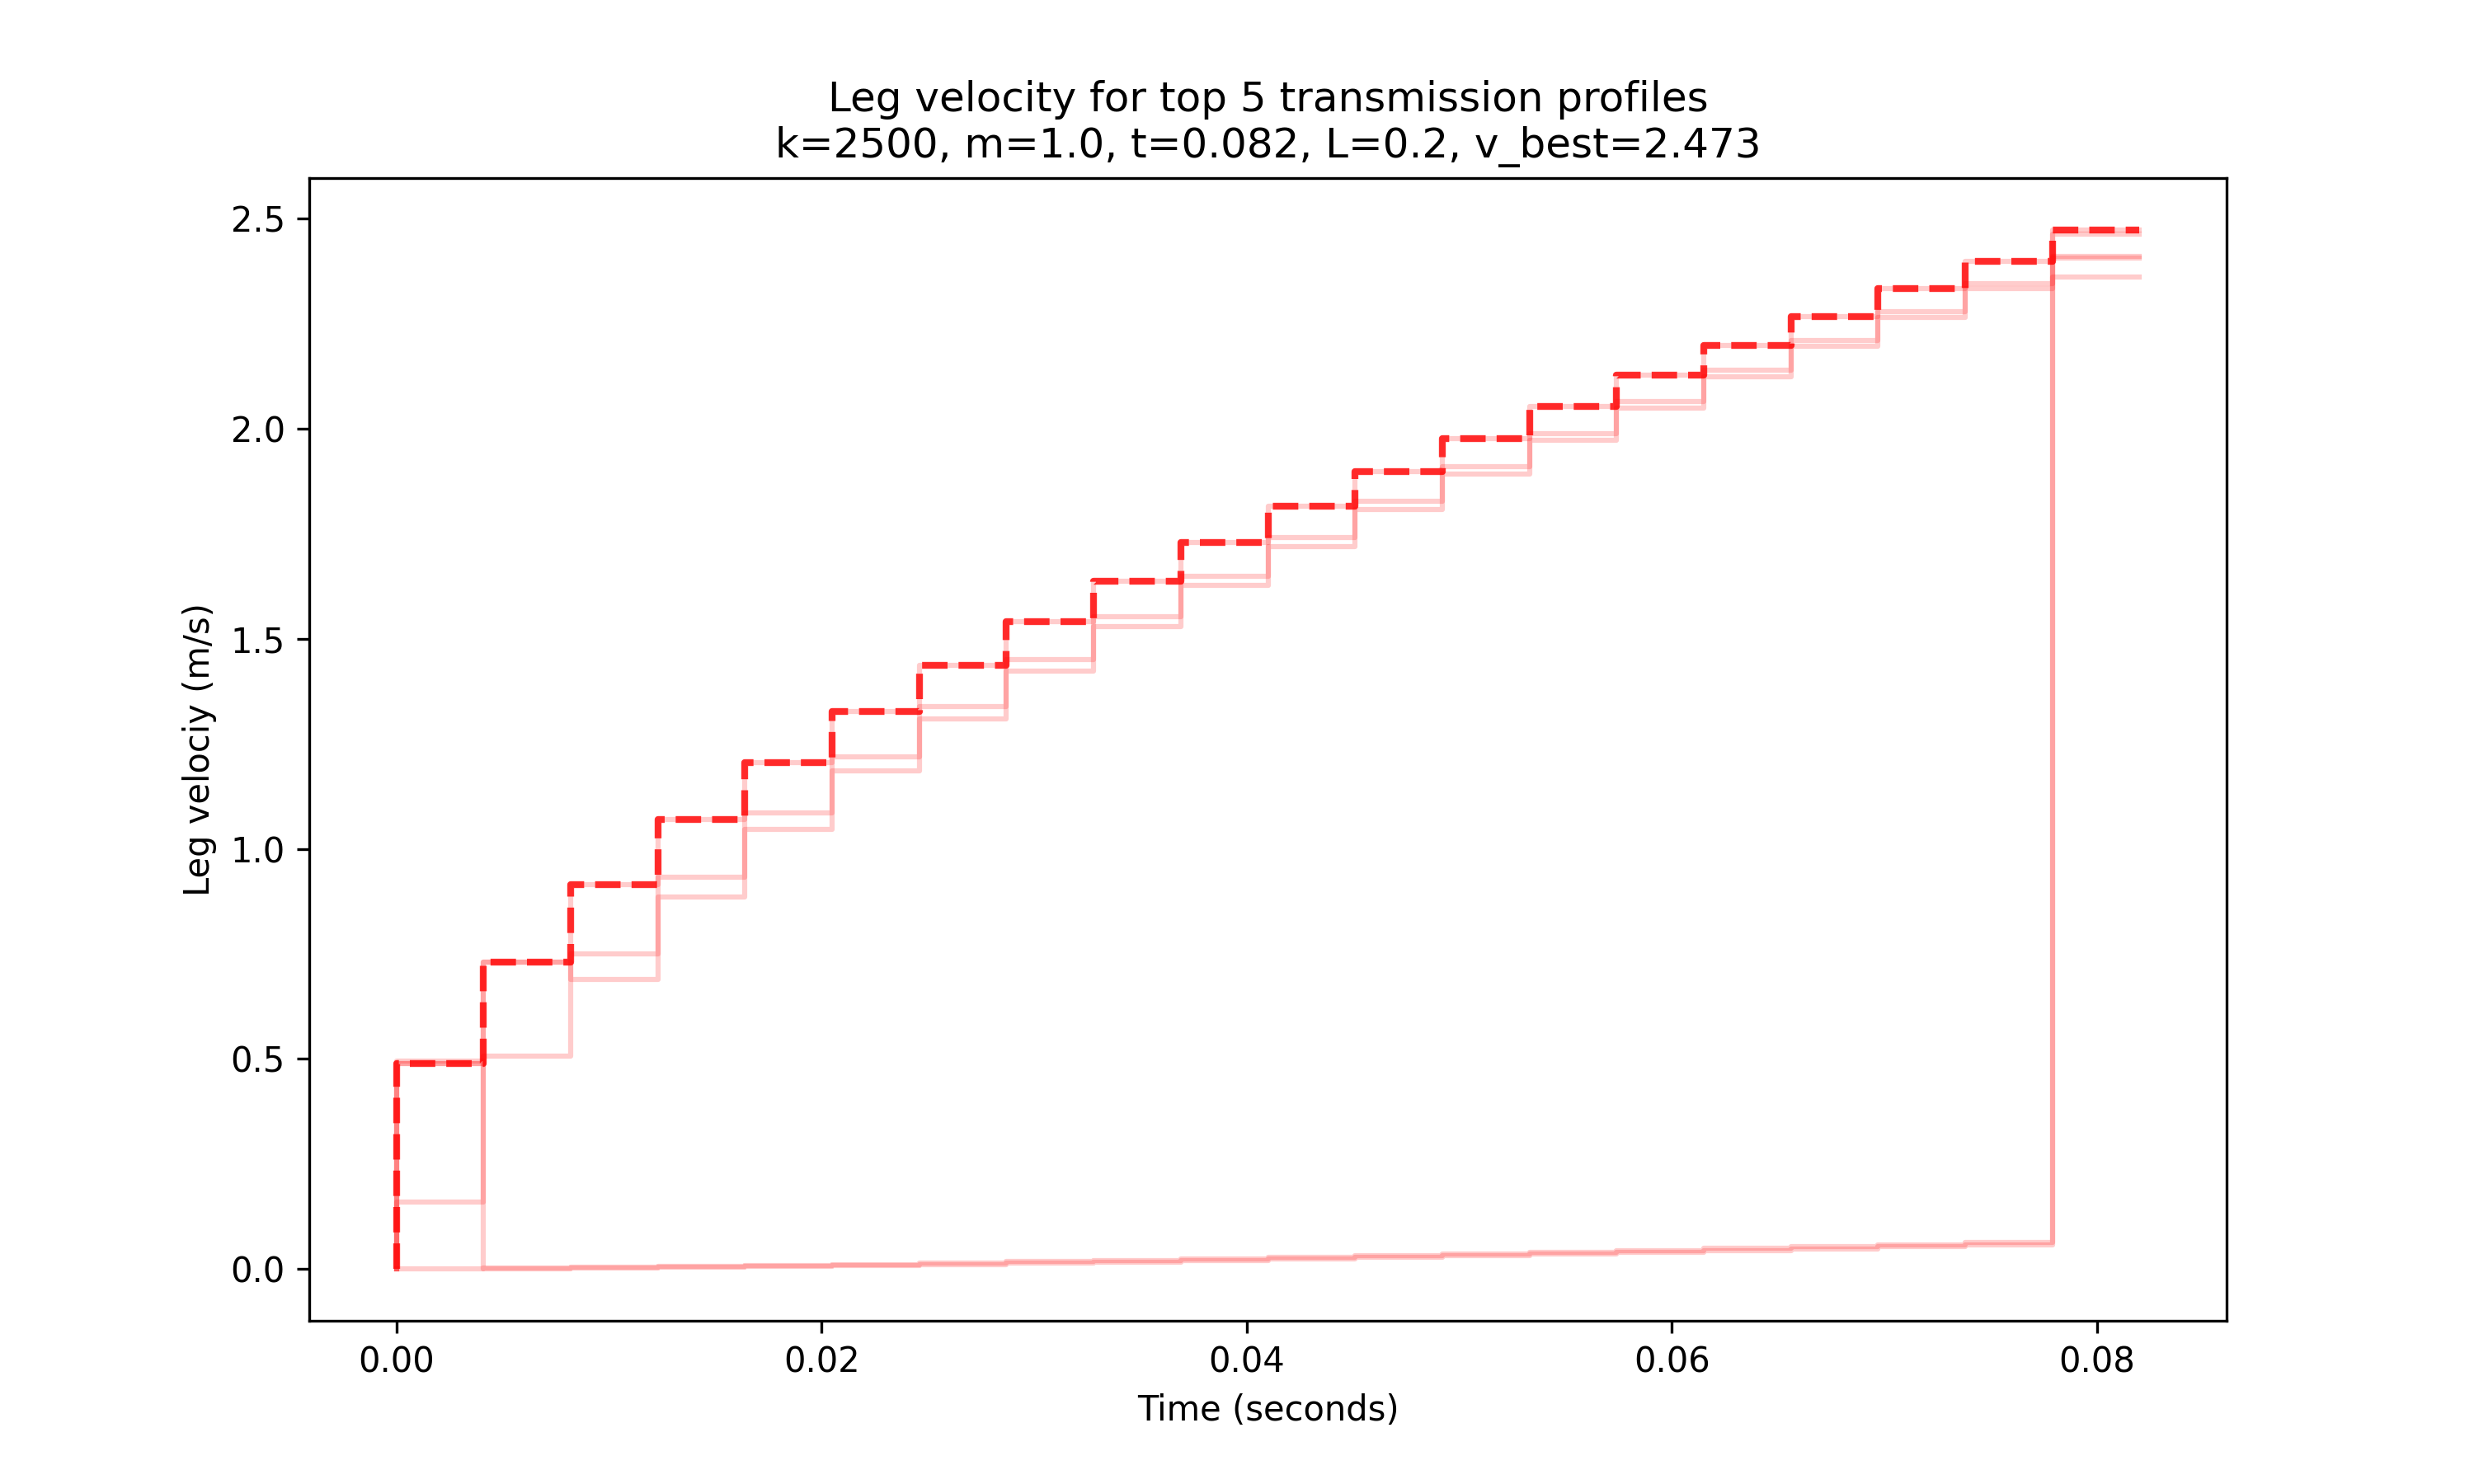 Leg velocity for top 5 transmission profiles
k=2500, m=1.0, t=0.082, L=0.2, v_best=2.473
2.5
2.0
1.5
1.0
0.5
0.0
Leg velociy (m/s)
0.00 0.02 0.04 0.06 0.08
Time (seconds)